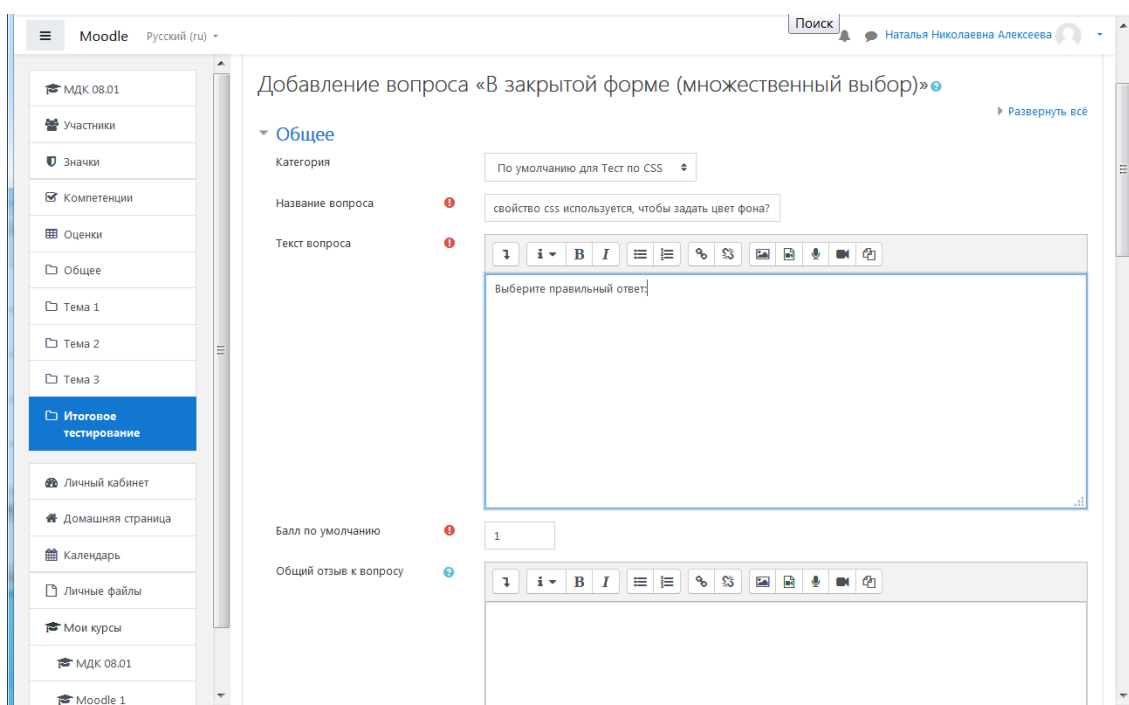 Поиск
Moodle Русский (ru)
Наталья Николаевна Алексеева
МДК 08.01
Участники
Значки
Компетенции
Оценки
Общее
Тема 1
Тема 2
Тема 3
Итоговое
тестирование
Личный кабинет
Домашняя страница
Календарь
Личные файлы
Мои курсы
МДК 08.01
Moodle 1
Добавление вопроса «В закрытой форме (множественный выбор)»
Развернуть всё
Общее
Категория
По умолчанию для Тест по CSS
Название вопроса
свойство css используется, чтобы задать цвет фона?
Текст вопроса
i B I
Выберите правильный ответ:
Балл по умолчанию
1
Общий отзыв к вопросу
i B I